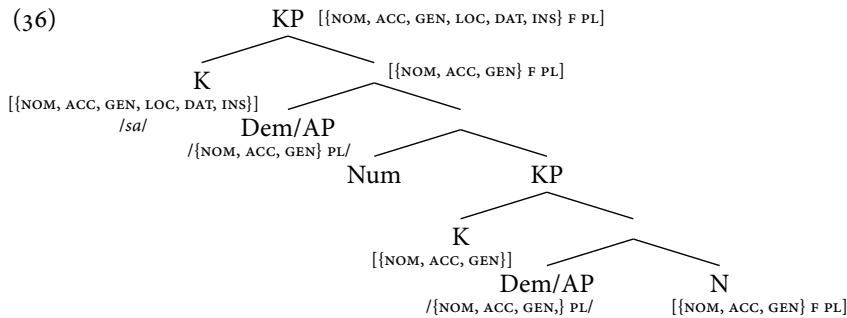 (36)
KP [{NOM, ACC, GEN, LOC, DAT, INS} F PL]
K
[{NOM, ACC, GEN} F PL]
[{NOM, ACC, GEN, LOC, DAT, INS}]
/sa/
Dem/AP
/{NOM, ACC, GEN} PL/
Num
KP
K
[{NOM, ACC, GEN}]
Dem/AP
N
/{NOM, ACC, GEN,} PL/
[{NOM, ACC, GEN} F PL]